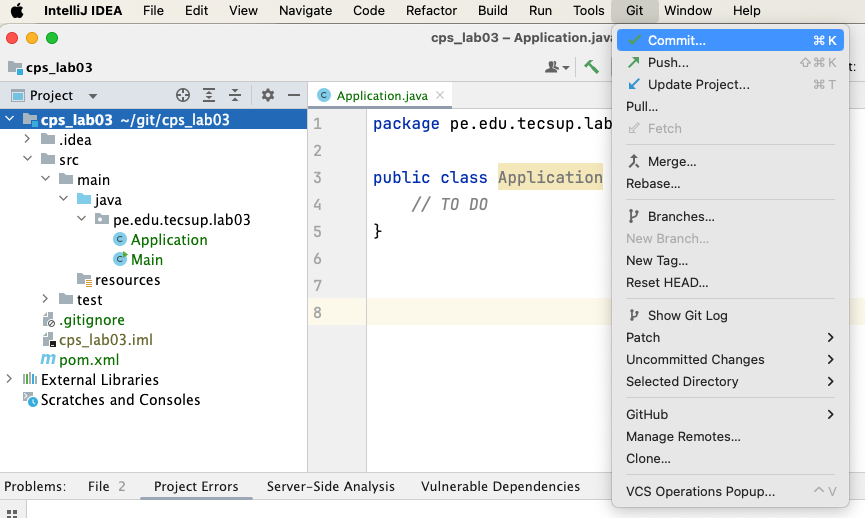 IntelliJ IDEA File Edit View Navigate Code Refactor Build Run Tools Git Window Help
cps_lab03 – Application.java
cps_lab03
Project
cps_lab03 ~/git/cps_lab03
.idea
src
main
java
pe.edu.tecsup.lab03
Application
Main
resources
test
.gitignore
cps_lab03.iml
pom.xml
External Libraries
Scratches and Consoles
Application.java
1 package pe.edu.tecsup.lab
2
3 public class Application
4 // TO DO
5 }
6
7
8
Commit... ⌘K
Push... ⇧⌘K
Update Project... ⌘T
Pull...
Fetch
Merge...
Rebase...
Branches...
New Branch...
New Tag...
Reset HEAD...
Show Git Log
Patch
Uncommitted Changes
Selected Directory
GitHub
Manage Remotes...
Clone...
VCS Operations Popup... ^V
t:
Problems: File 2 Project Errors Server-Side Analysis Vulnerable Dependencies